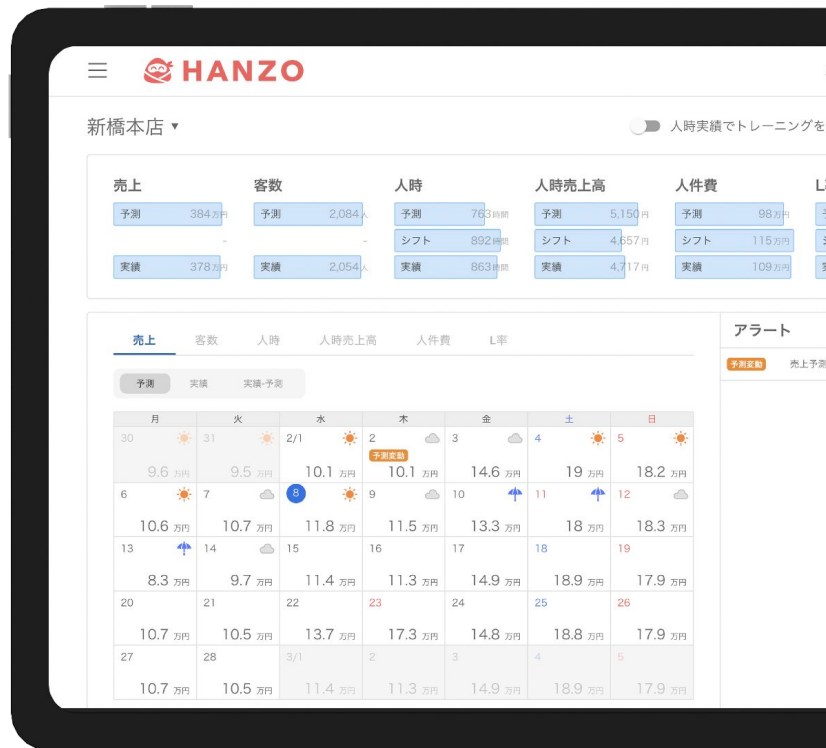 HANZO
新橋本店 ▼
人時実績でトレーニングを
売上 客数 人時 人時売上高 人件費
予測 384万円 予測 2,084人 予測 763時間 予測 5,150円 予測 98万円
- - シフト 892時間 シフト 4,657円 シフト 115万円
実績 378万円 実績 2,054人 実績 863時間 実績 4,717円 実績 109万円
アラート
予測変動 売上予測
売上 客数 人時 人時売上高 人件費 L率
予測 実績 実績-予測
月 火 水 木 金 土 日
30 31 2/1 2 3 4 5
予測変動
9.6 万円 9.5 万円 10.1 万円 10.1 万円 14.6 万円 19 万円 18.2 万円
6 7 8 9 10 11 12
10.6 万円 10.7 万円 11.8 万円 11.5 万円 13.3 万円 18 万円 18.3 万円
13 14 15 16 17 18 19
8.3 万円 9.7 万円 11.4 万円 11.3 万円 14.9 万円 18.9 万円 17.9 万円
20 21 22 23 24 25 26
10.7 万円 10.5 万円 13.7 万円 17.3 万円 14.8 万円 18.8 万円 17.9 万円
27 28 3/1 2 3 4 5
10.7 万円 10.5 万円 11.4 万円 11.3 万円 14.9 万円 18.9 万円 17.9 万円